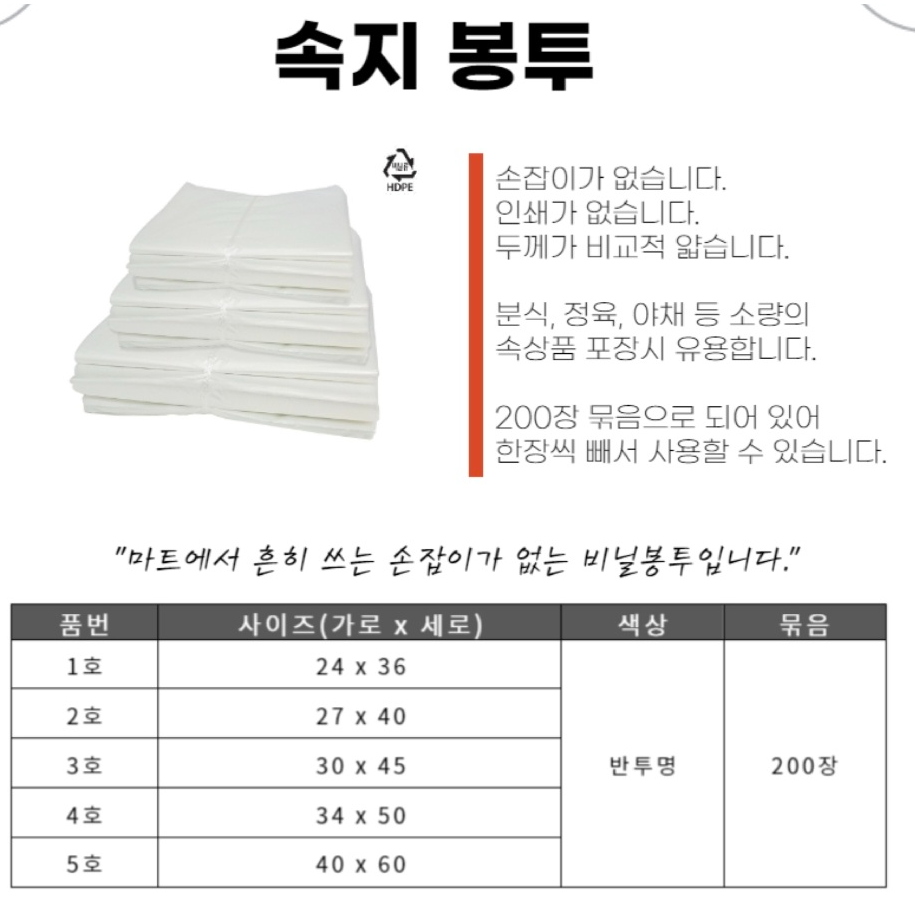 속지 봉투
비닐류
HDPE
손잡이가 없습니다.
인쇄가 없습니다.
두께가 비교적 얇습니다.
분식, 정육, 야채 등 소량의
속상품 포장시 유용합니다.
200장 묶음으로 되어 있어
한장씩 빼서 사용할 수 있습니다.
"마트에서 흔히 쓰는 손잡이가 없는 비닐봉투입니다."
품번 사이즈(가로 x 세로) 색상 묶음
1호 24 x 36
2호 27 x 40
3호 30 x 45 반투명 200장
4호 34 x 50
5호 40 x 60